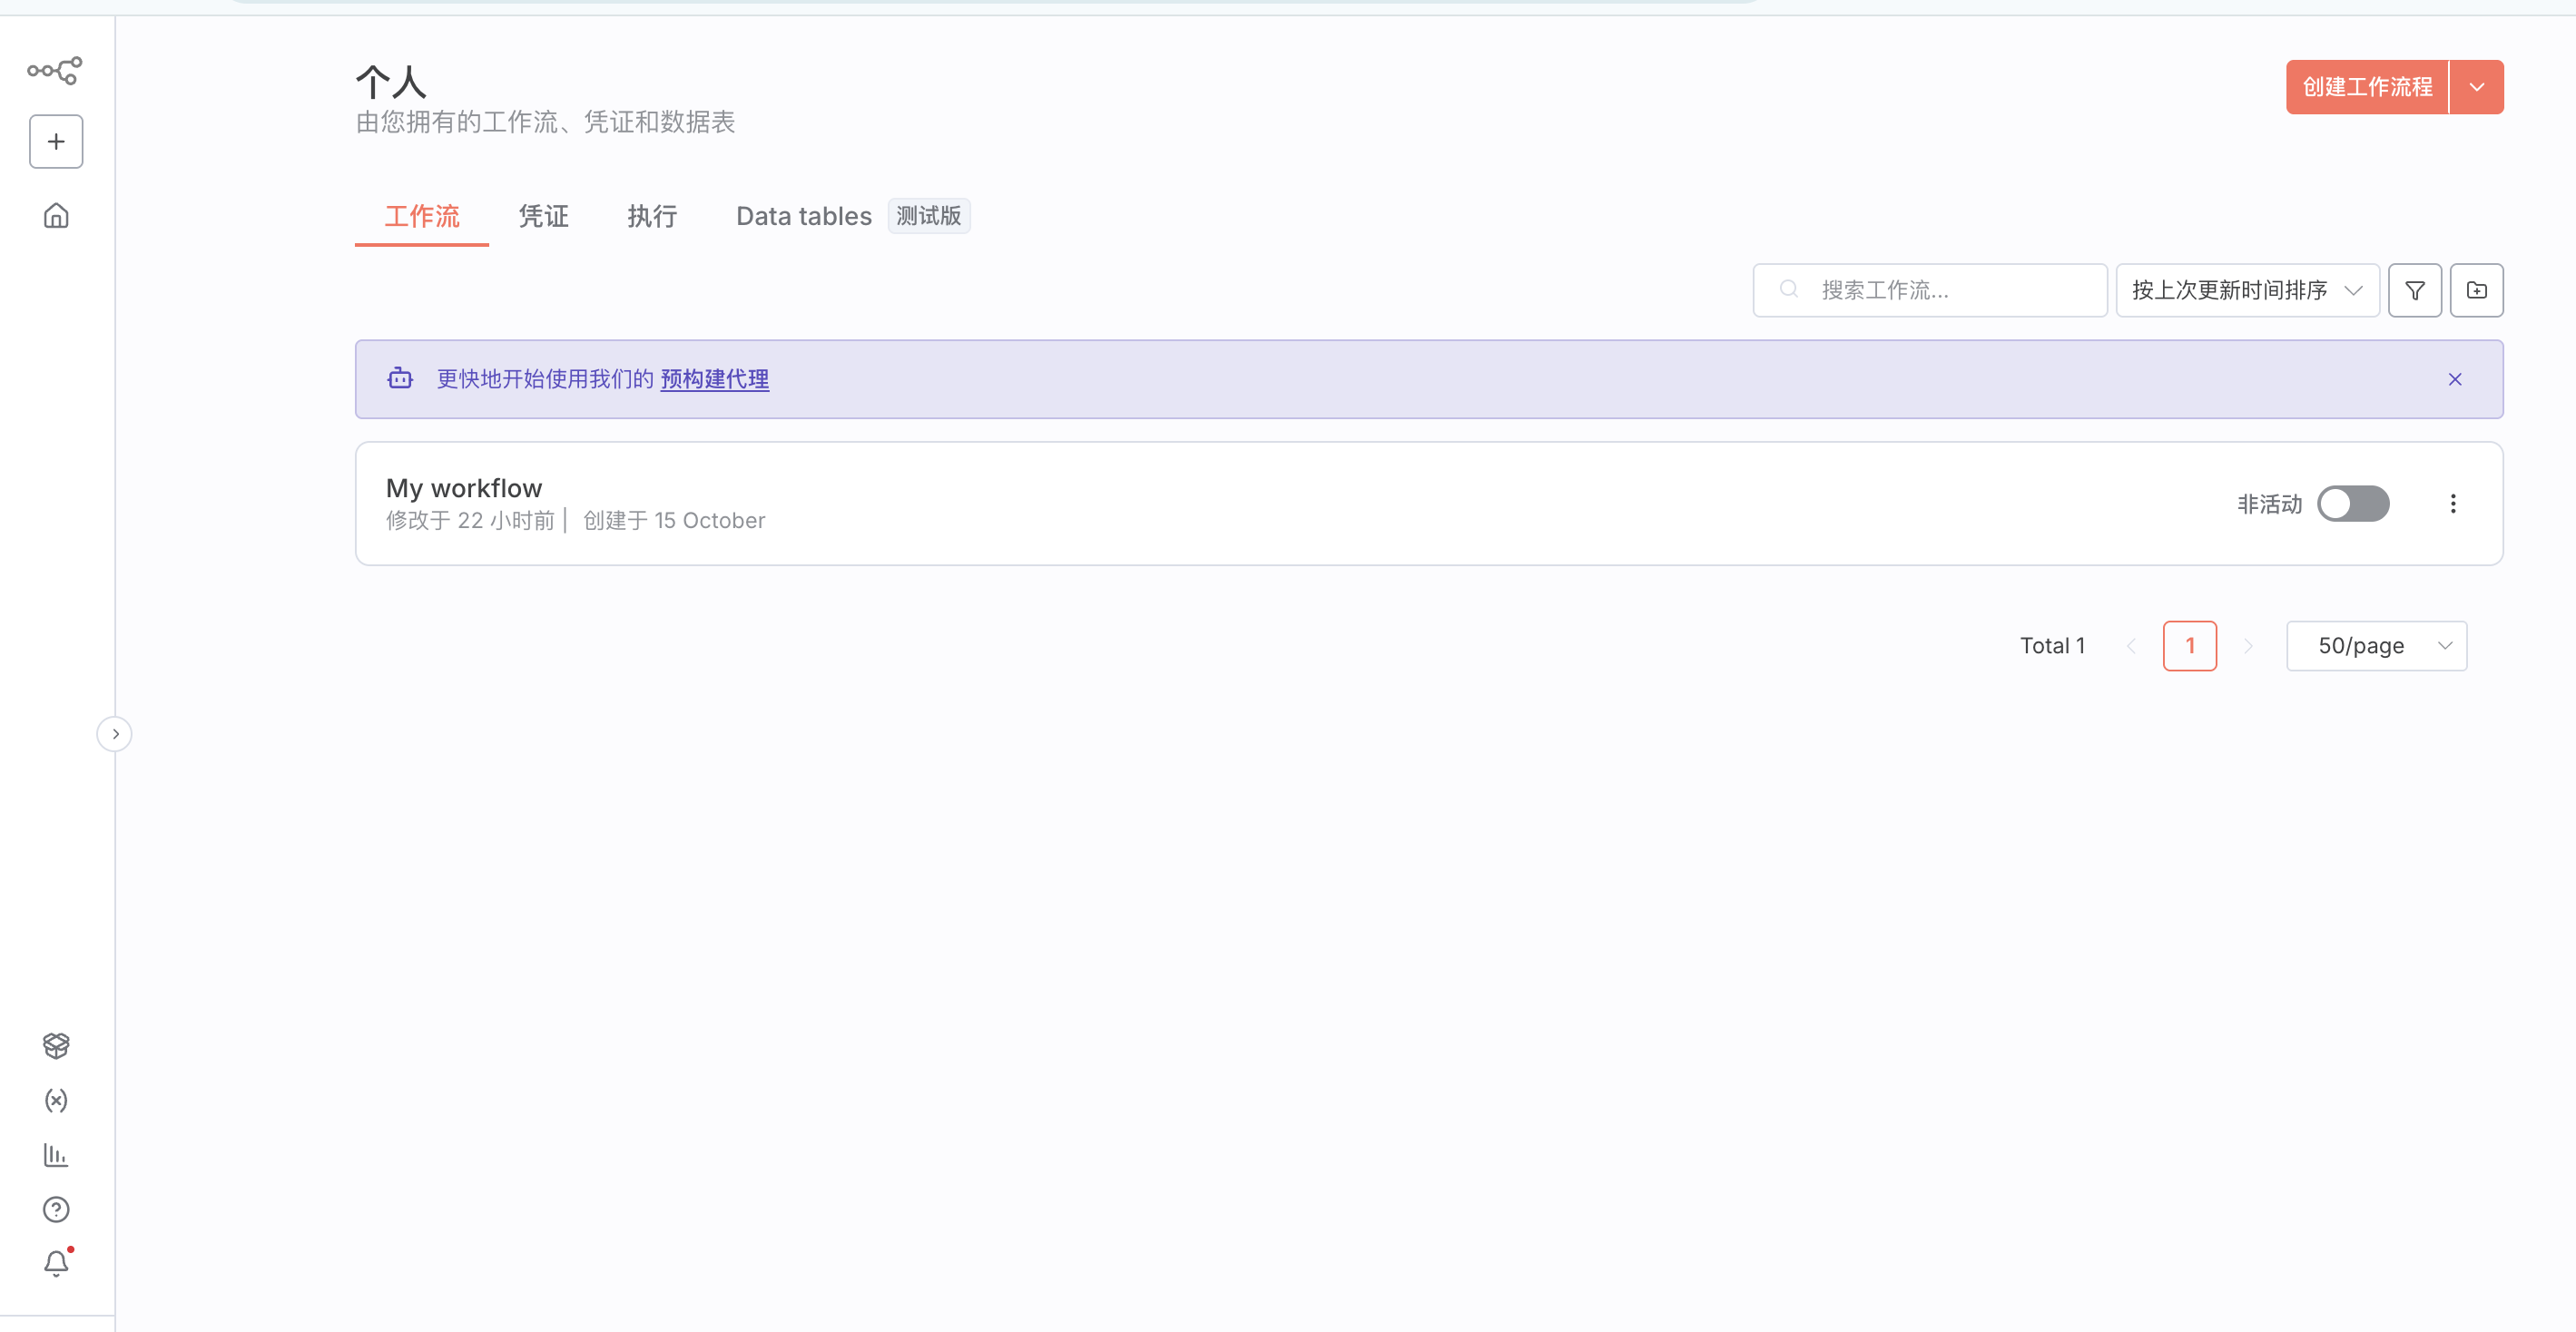 个人
由您拥有的工作流、凭证和数据表
创建工作流程
工作流 凭证 执行 Data tables 测试版
搜索工作流... 按上次更新时间排序
更快地开始使用我们的 预构建代理
My workflow
修改于 22 小时前 | 创建于 15 October
非活动
Total 1 1 50/page